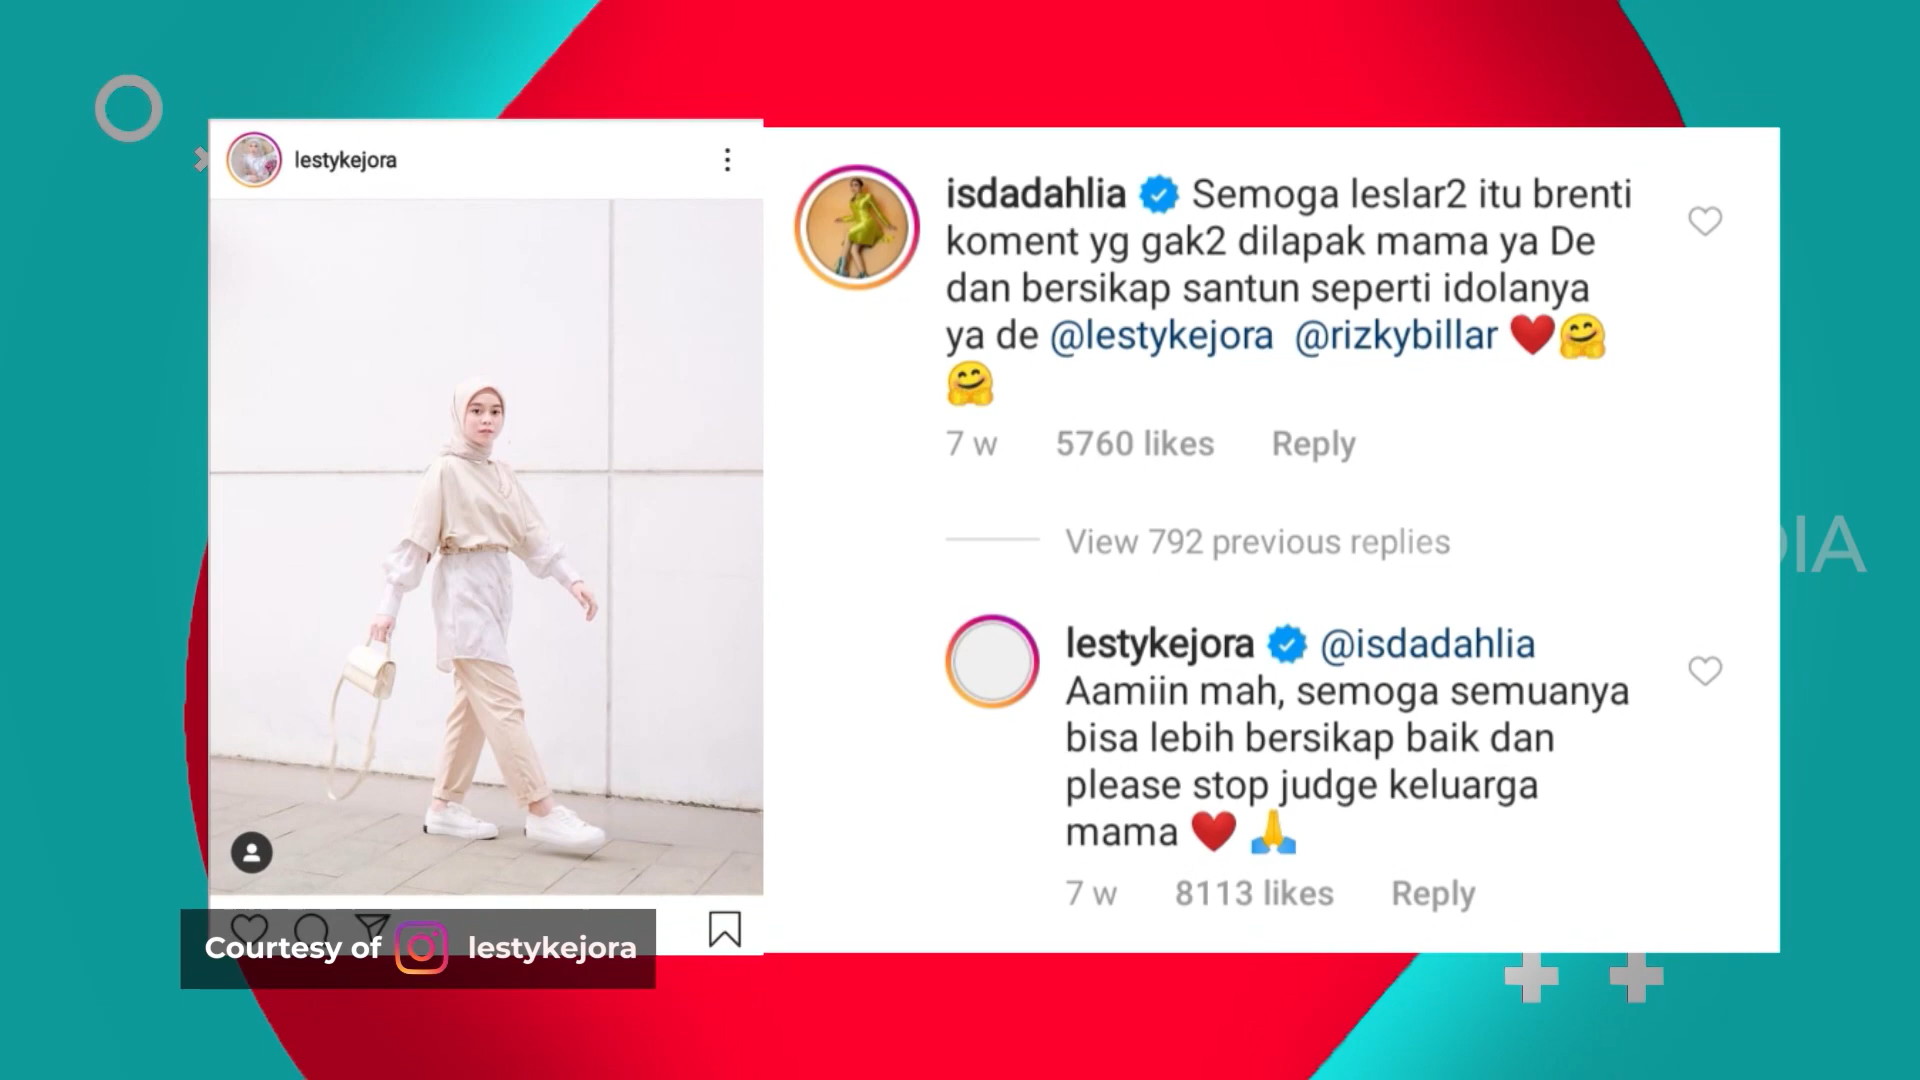 lestykejora
isdadahlia Semoga leslar2 itu brenti
koment yg gak2 dilapak mama ya De
dan bersikap santun seperti idolanya
ya de @lestykejora @rizkybillar ❤️🤗
🤗
7 w 5760 likes Reply
View 792 previous replies
lestykejora @isdadahlia
Aamiin mah, semoga semuanya
bisa lebih bersikap baik dan
please stop judge keluarga
mama ❤️ 🙏
7 w 8113 likes Reply
Courtesy of lestykejora